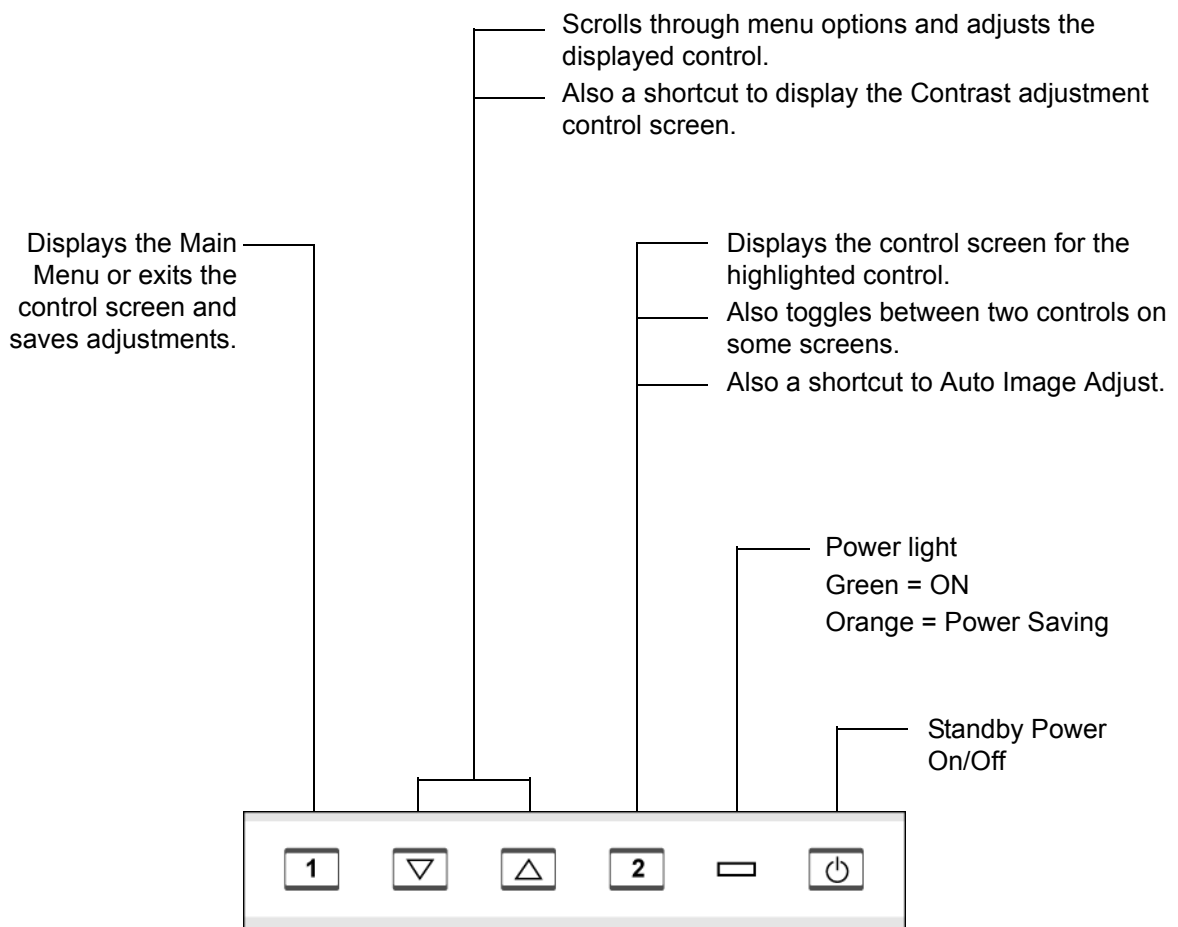 Scrolls through menu options and adjusts the
displayed control.
Also a shortcut to display the Contrast adjustment
control screen.
Displays the Main
Menu or exits the
control screen and
saves adjustments.
Displays the control screen for the
highlighted control.
Also toggles between two controls on
some screens.
Also a shortcut to Auto Image Adjust.
Power light
Green = ON
Orange = Power Saving
Standby Power
On/Off
1
2